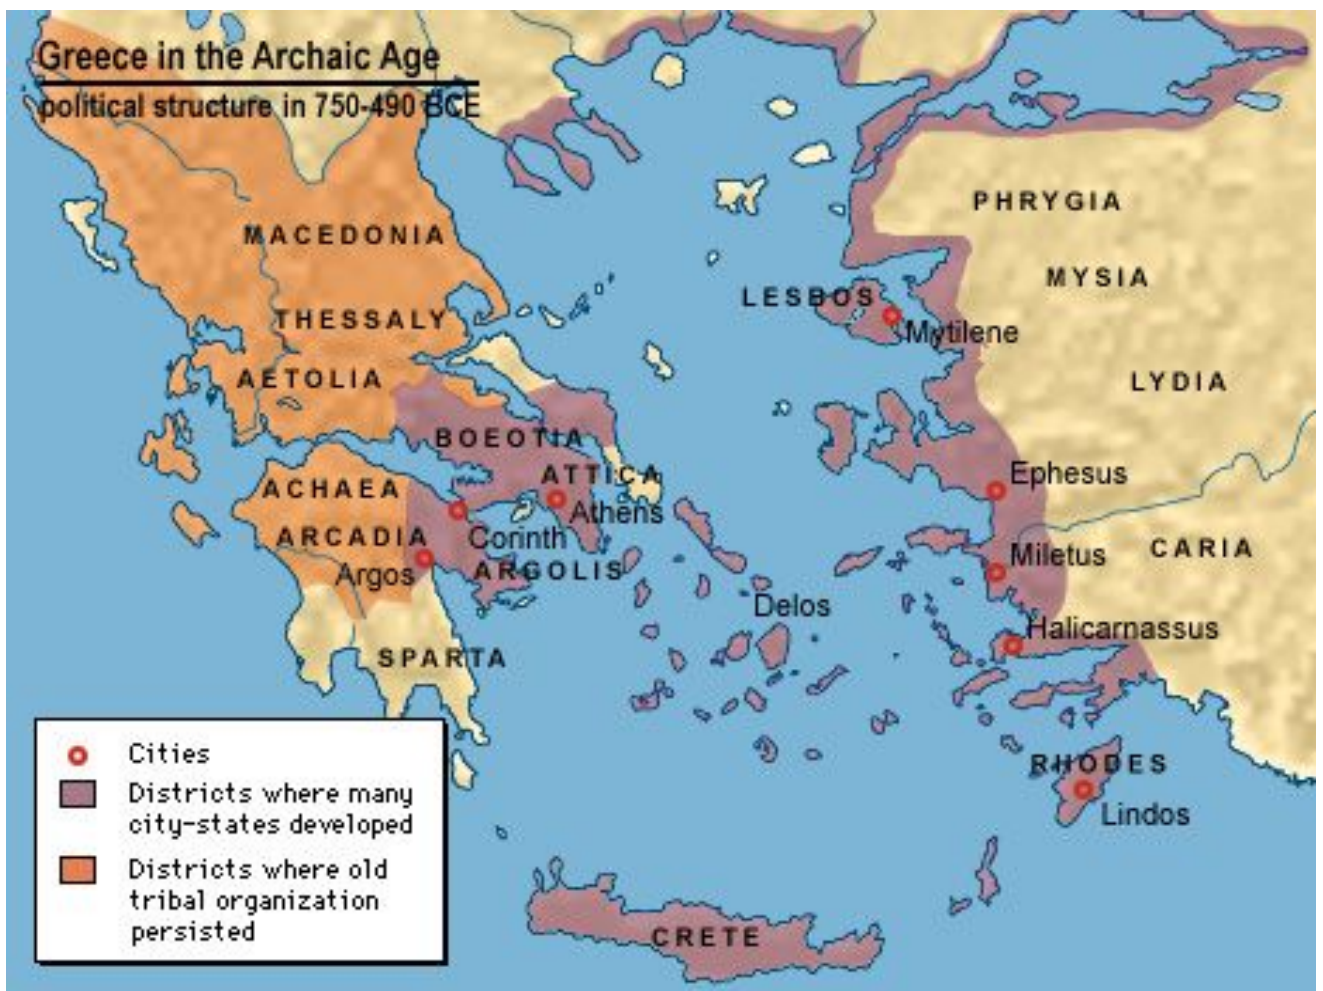 Greece in the Archaic Age
political structure in 750-490 BCE
PHRYGIA
MACEDONIA
MYSIA
LESBOS
THESSALY
Mytilene
AETOLIA
LYDIA
BOEOTIA
ATTICA
Ephesus
ACHAEA
Athens
ARCADIA
Corinth
Miletus
CARIA
Argos
ARGOLIS
Delos
Halicarnassus
SPARTA
RHODES
Lindos
CRETE
Cities
Districts where many
city-states developed
Districts where old
tribal organization
persisted